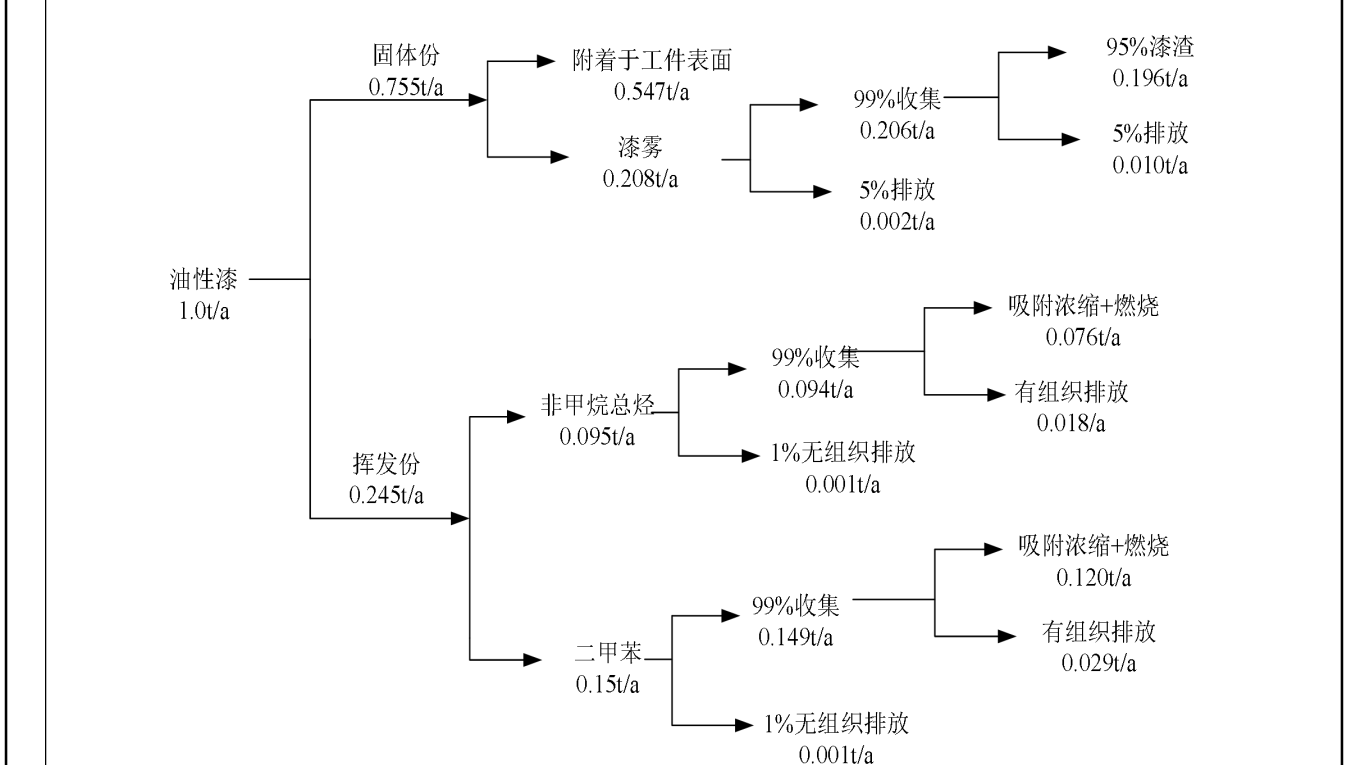 固体份
0.755t/a
附着于工件表面
0.547t/a
漆雾
0.208t/a
99%收集
0.206t/a
5%排放
0.002t/a
95%漆渣
0.196t/a
5%排放
0.010t/a
油性漆
1.0t/a
挥发份
0.245t/a
非甲烷总烃
0.095t/a
99%收集
0.094t/a
1%无组织排放
0.001t/a
吸附浓缩+燃烧
0.076t/a
有组织排放
0.018/a
二甲苯
0.15t/a
99%收集
0.149t/a
1%无组织排放
0.001t/a
吸附浓缩+燃烧
0.120t/a
有组织排放
0.029t/a